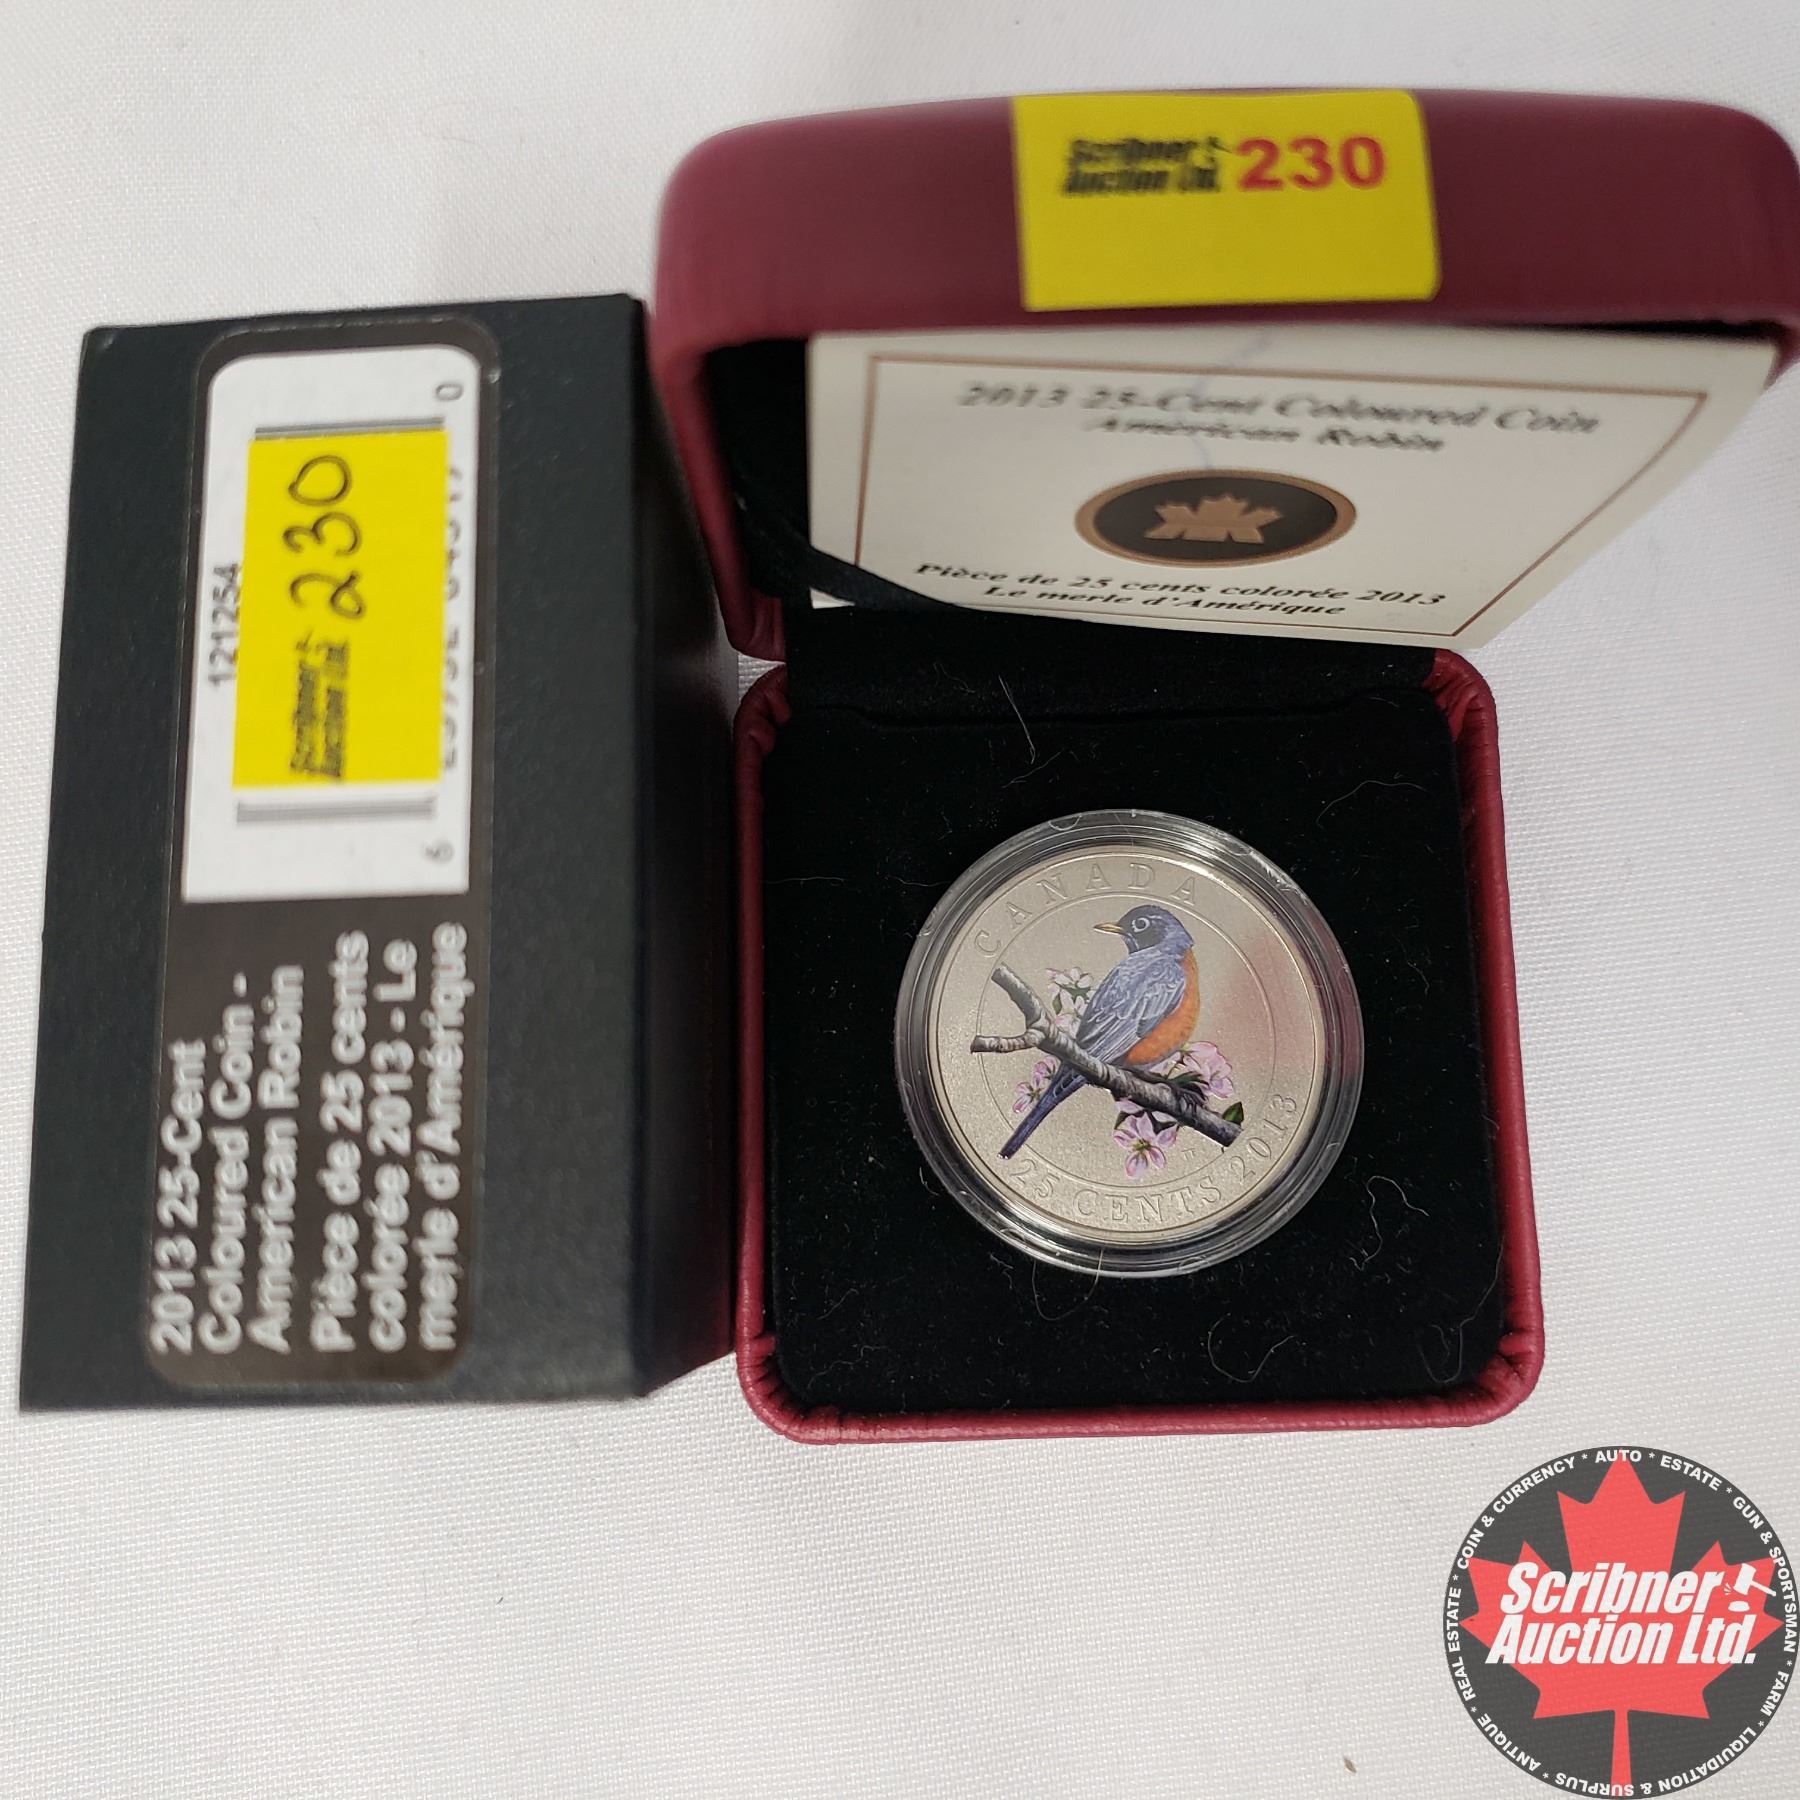 Scribner
Auction Ltd. 230
2013 25-Cent Coloured Coin
American Robin
Pièce de 25 cents colorée 2013
Le merle d'Amérique
121254
Scribner
Auction Ltd. 230
6
0
2013 25-Cent
Coloured Coin -
American Robin
Pièce de 25 cents
colorée 2013 - Le
merle d'Amérique
CANADA
25 CENTS 2013
COIN & CURRENCY * AUTO * ESTATE * GUN & SPORTSMAN * FARM * LIQUIDATION & SURPLUS * ANTIQUE * REAL ESTATE *
Scribner
Auction Ltd.